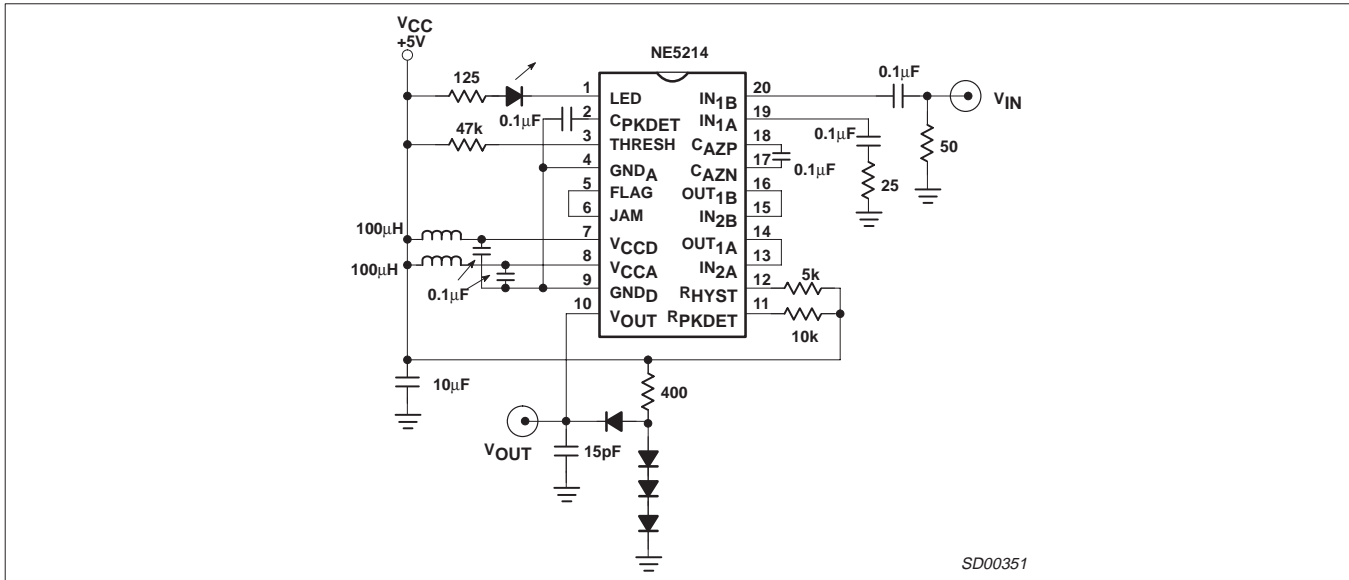 VCC
+5V
NE5214
125
1
LED
IN1B
20
0.1μF
VIN
0.1μF
2
CPKDET
IN1A
19
0.1μF
47k
3
THRESH
CAZP
18
50
4
GNDA
CAZN
17
0.1μF
25
5
FLAG
OUT1B
16
6
JAM
IN2B
15
100μH
7
VCCD
OUT1A
14
100μH
8
VCCA
IN2A
13
0.1μF
9
GNDD
RHYST
12
5k
10
VOUT
RPKDET
11
10k
10μF
400
VOUT
15pF
SD00351